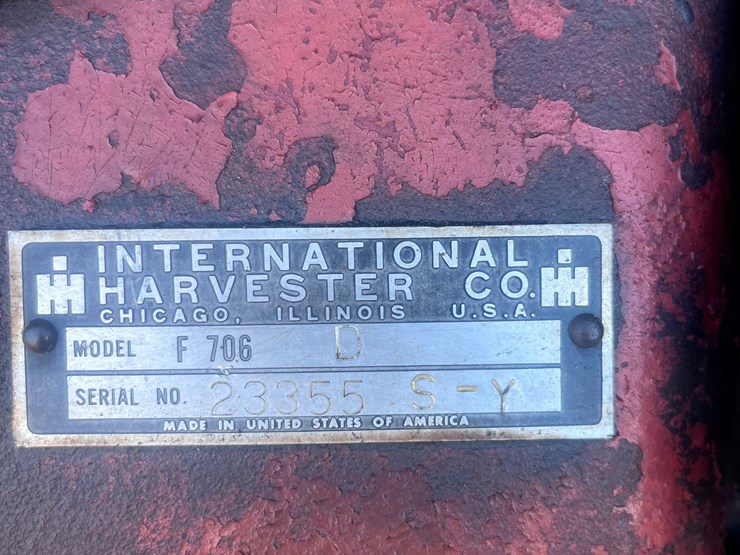 INTERNATIONAL
HARVESTER CO.
CHICAGO, ILLINOIS U.S.A.
MODEL F 706 D
SERIAL NO. 23355 S-Y
MADE IN UNITED STATES OF AMERICA